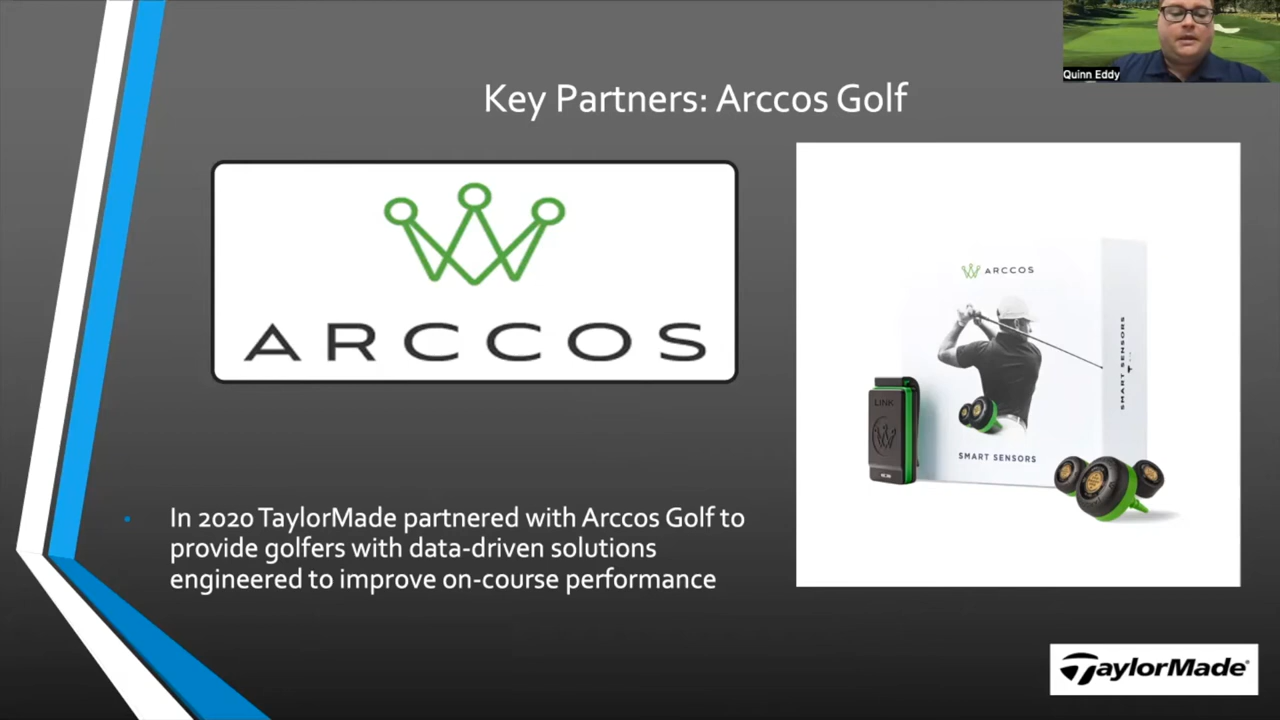 Quinn Eddy
Key Partners: Arccos Golf
ARCCOS
ARCCOS
SMART SENSORS
LINK
SMART SENSORS
In 2020 TaylorMade partnered with Arccos Golf to
provide golfers with data-driven solutions
engineered to improve on-course performance
TaylorMade